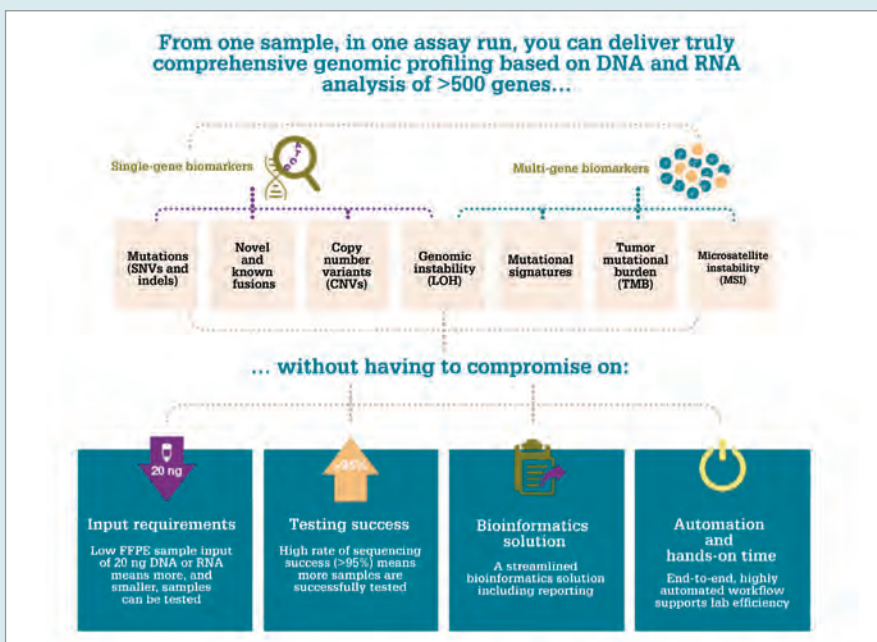 From one sample, in one assay run, you can deliver truly
comprehensive genomic profiling based on DNA and RNA
analysis of >500 genes...
Single-gene biomarkers
Multi-gene biomarkers
Mutations
(SNVs and
indels)
Novel
and
known
fusions
Copy
number
variants
(CNVs)
Genomic
instability
(LOH)
Mutational
signatures
Tumor
mutational
burden
(TMB)
Microsatellite
instability
(MSI)
... without having to compromise on:
20 ng
Input requirements
Low FFPE sample input
of 20 ng DNA or RNA
means more, and
smaller, samples
can be tested
>95%
Testing success
High rate of sequencing
success (>95%) means
more samples are
successfully tested
Bioinformatics
solution
A streamlined
bioinformatics solution
including reporting
Automation
and
hands-on time
End-to-end, highly
automated workflow
supports lab efficiency